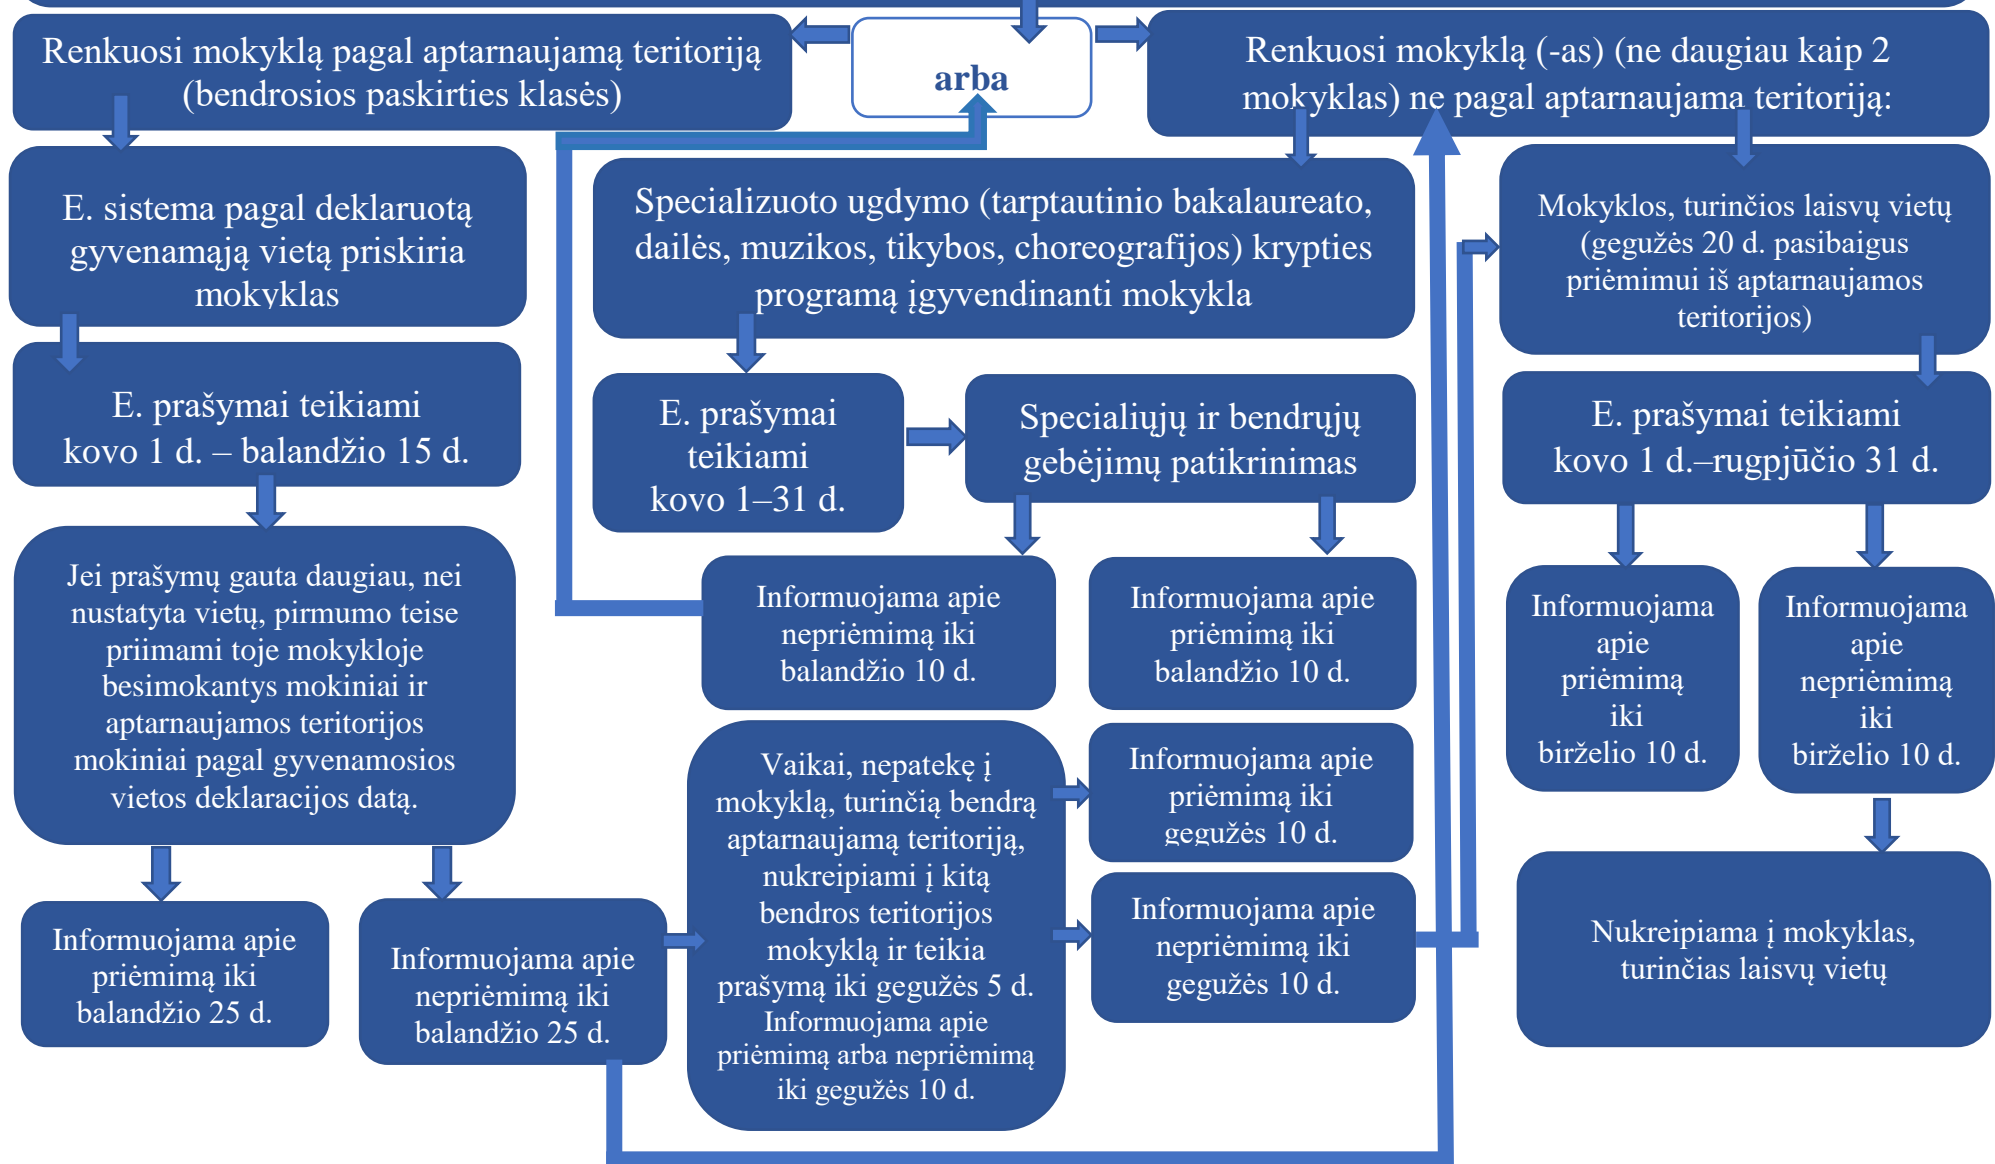 Renkuosi mokyklą pagal aptarnaujamą teritoriją
(bendrosios paskirties klasės)
arba
Renkuosi mokyklą (-as) (ne daugiau kaip 2
mokyklas) ne pagal aptarnaujama teritoriją:
E. sistema pagal deklaruotą
gyvenamąją vietą priskiria
mokyklas
Specializuoto ugdymo (tarptautinio bakalaureato,
dailės, muzikos, tikybos, choreografijos) krypties
programą įgyvendinanti mokykla
Mokyklos, turinčios laisvų vietų
(gegužės 20 d. pasibaigus
priėmimui iš aptarnaujamos
teritorijos)
E. prašymai teikiami
kovo 1 d. – balandžio 15 d.
E. prašymai
teikiami
kovo 1–31 d.
Specialiųjų ir bendrųjų
gebėjimų patikrinimas
E. prašymai teikiami
kovo 1 d.–rugpjūčio 31 d.
Jei prašymų gauta daugiau, nei
nustatyta vietų, pirmumo teise
priimami toje mokykloje
besimokantys mokiniai ir
aptarnaujamos teritorijos
mokiniai pagal gyvenamosios
vietos deklaracijos datą.
Informuojama apie
nepriėmimą iki
balandžio 10 d.
Informuojama apie
priėmimą iki
balandžio 10 d.
Informuojama
apie
priėmimą
iki
birželio 10 d.
Informuojama
apie
nepriėmimą
iki
birželio 10 d.
Vaikai, nepatekę į
mokyklą, turinčią bendrą
aptarnaujamą teritoriją,
nukreipiami į kitą
bendros teritorijos
mokyklą ir teikia
prašymą iki gegužės 5 d.
Informuojama apie
priėmimą arba nepriėmimą
iki gegužės 10 d.
Informuojama apie
priėmimą iki
gegužės 10 d.
Informuojama apie
nepriėmimą iki
gegužės 10 d.
Informuojama apie
priėmimą iki
balandžio 25 d.
Informuojama apie
nepriėmimą iki
balandžio 25 d.
Nukreipiama į mokyklas,
turinčias laisvų vietų